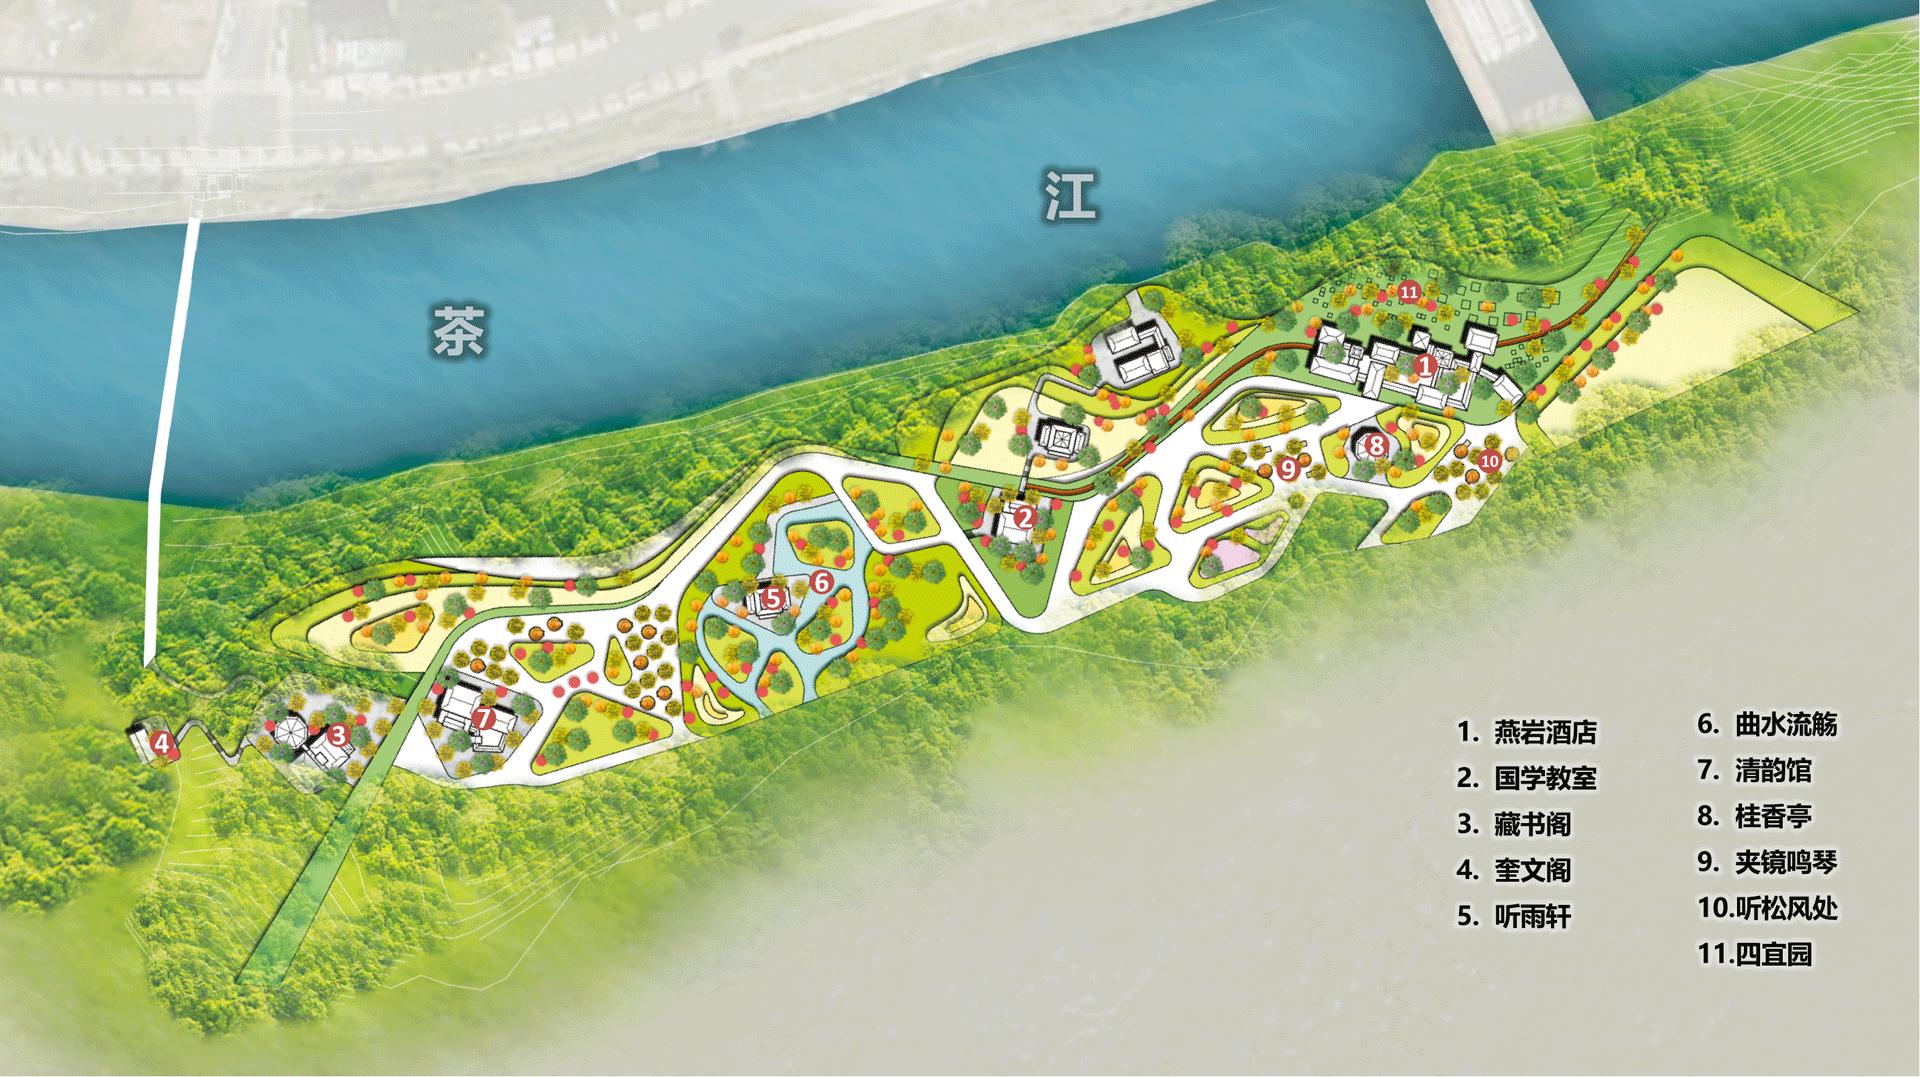 江
茶
11
1
8
9
10
2
6
5
7
3
4
1. 燕岩酒店
2. 国学教室
3. 藏书阁
4. 奎文阁
5. 听雨轩
6. 曲水流觞
7. 清韵馆
8. 桂香亭
9. 夹镜鸣琴
10.听松风处
11.四宜园